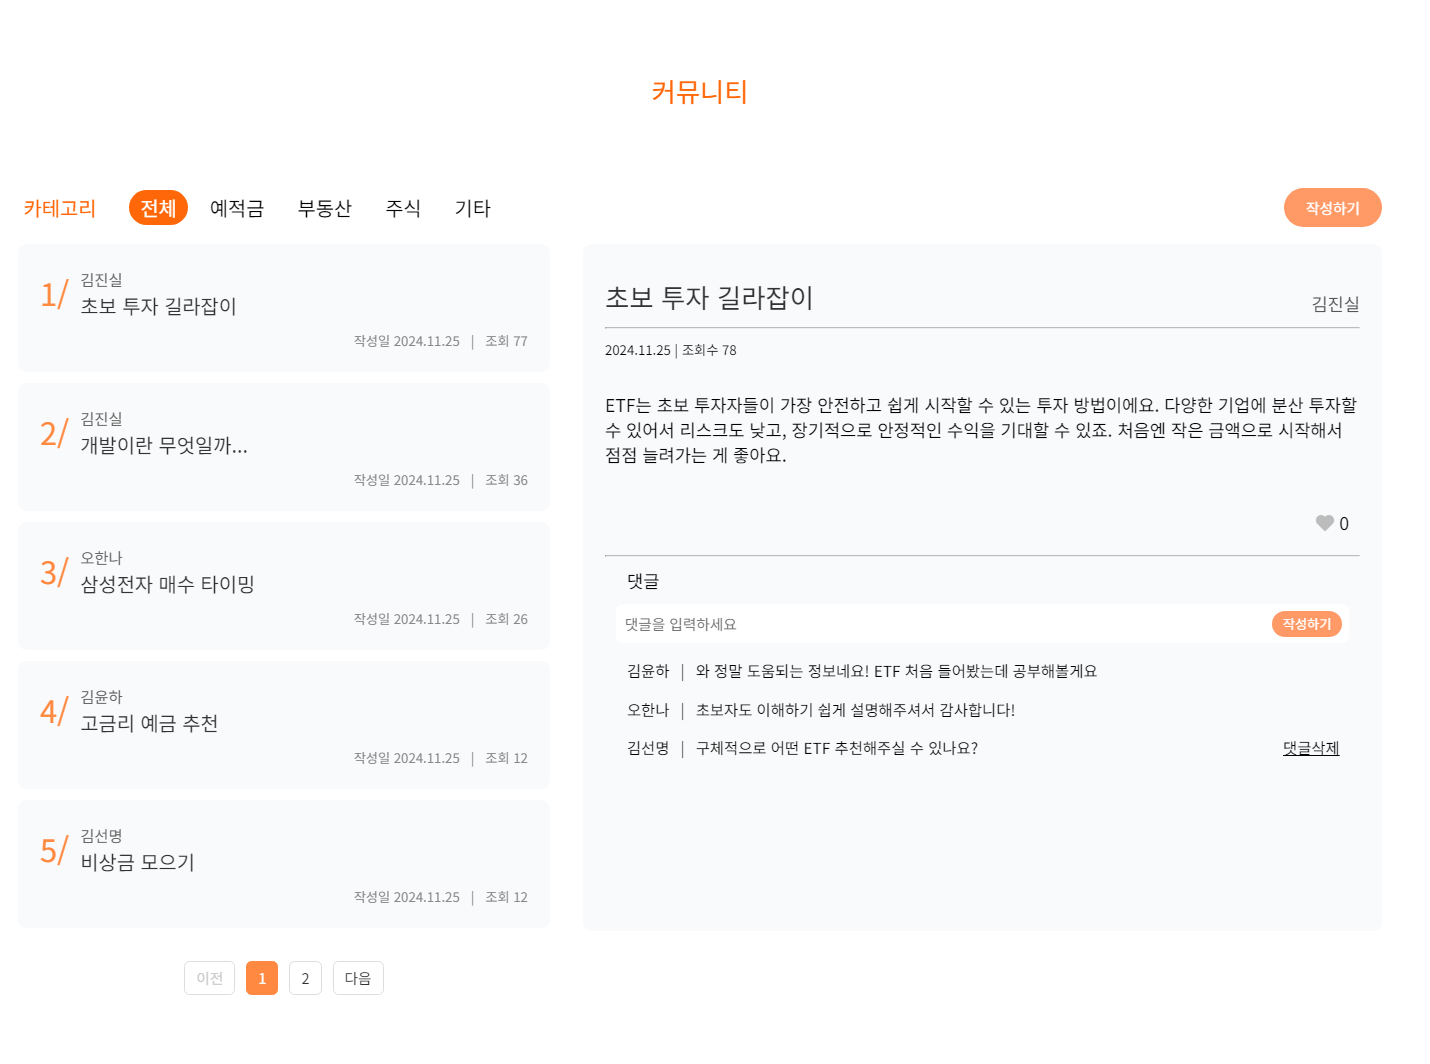 커뮤니티
카테고리 전체 예적금 부동산 주식 기타 작성하기
1/ 김진실
초보 투자 길라잡이
작성일 2024.11.25 | 조회 77
2/ 김진실
개발이란 무엇일까...
작성일 2024.11.25 | 조회 36
3/ 오한나
삼성전자 매수 타이밍
작성일 2024.11.25 | 조회 26
4/ 김윤하
고금리 예금 추천
작성일 2024.11.25 | 조회 12
5/ 김선명
비상금 모으기
작성일 2024.11.25 | 조회 12
이전 1 2 다음
초보 투자 길라잡이 김진실
2024.11.25 | 조회수 78
ETF는 초보 투자자들이 가장 안전하고 쉽게 시작할 수 있는 투자 방법이에요. 다양한 기업에 분산 투자할
수 있어서 리스크도 낮고, 장기적으로 안정적인 수익을 기대할 수 있죠. 처음엔 작은 금액으로 시작해서
점점 늘려가는 게 좋아요.
0
댓글
댓글을 입력하세요 작성하기
김윤하 | 와 정말 도움되는 정보네요! ETF 처음 들어봤는데 공부해볼게요
오한나 | 초보자도 이해하기 쉽게 설명해주셔서 감사합니다!
김선명 | 구체적으로 어떤 ETF 추천해주실 수 있나요? 댓글삭제